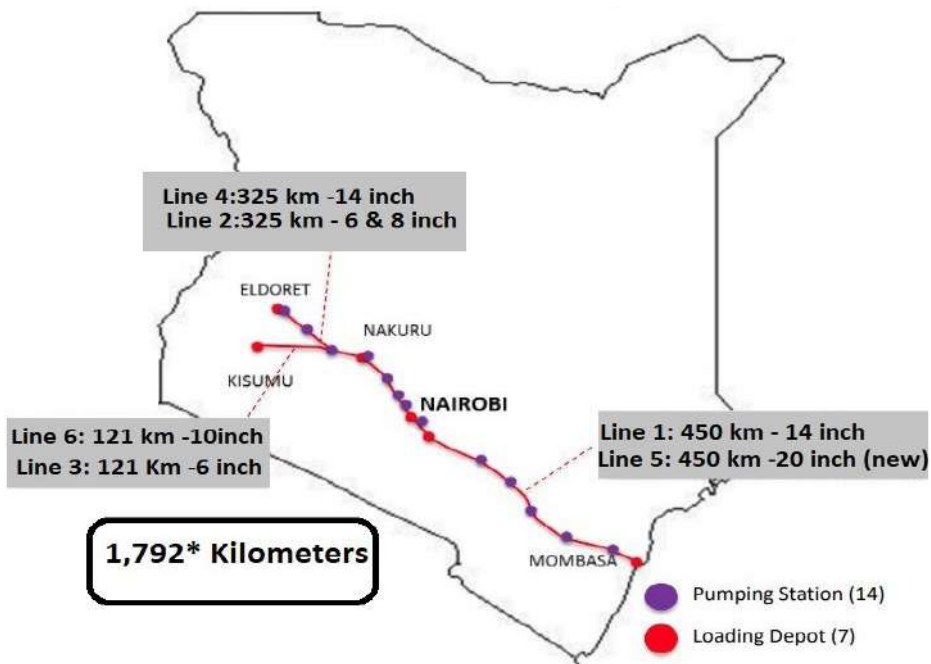 Line 4:325 km -14 inch
Line 2:325 km - 6 & 8 inch
ELDORET
NAKURU
KISUMU
NAIROBI
Line 6: 121 km -10inch
Line 3: 121 Km -6 inch
Line 1: 450 km - 14 inch
Line 5: 450 km -20 inch (new)
1,792* Kilometers
MOMBASA
Pumping Station (14)
Loading Depot (7)